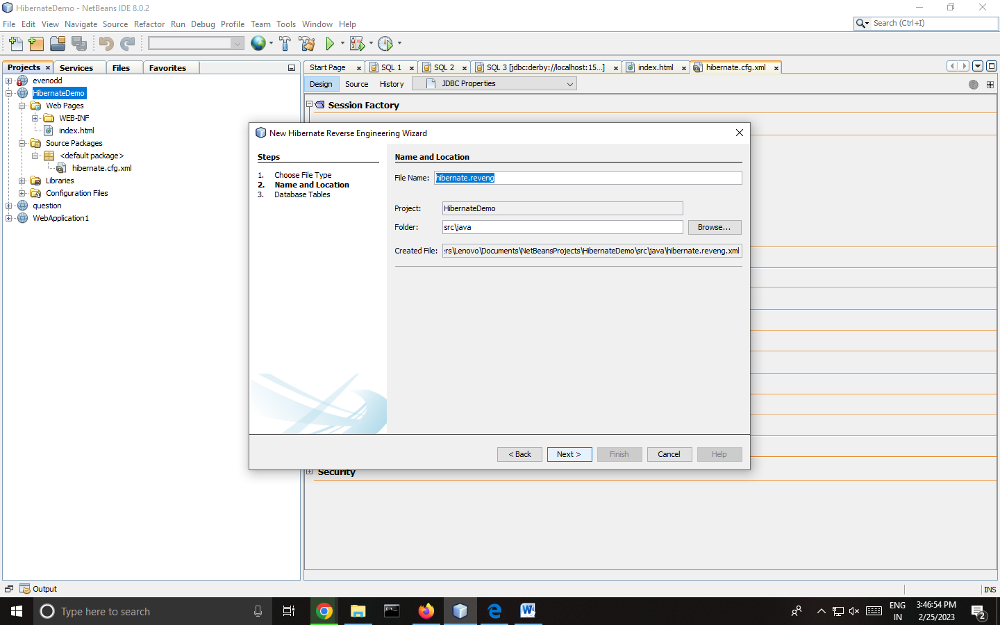 HibernateDemo - NetBeans IDE 8.0.2
File Edit View Navigate Source Refactor Run Debug Profile Team Tools Window Help
Search (Ctrl+I)
Projects Services Files Favorites
evenodd
HibernateDemo
Web Pages
WEB-INF
index.html
Source Packages
<default package>
hibernate.cfg.xml
Libraries
Configuration Files
question
WebApplication1
Start Page SQL 1 SQL 2 SQL 3 [jdbc:derby://localhost:15...] index.html hibernate.cfg.xml
Design Source History JDBC Properties
Session Factory
New Hibernate Reverse Engineering Wizard
Steps
1. Choose File Type
2. Name and Location
3. Database Tables
Name and Location
File Name: hibernate.reveng
Project: HibernateDemo
Folder: src\java Browse...
Created File: :rs\Lenovo\Documents\NetBeansProjects\HibernateDemo\src\java\hibernate.reveng.xml
< Back Next > Finish Cancel Help
Security
Output
INS
Type here to search
ENG
IN
3:46:54 PM
2/25/2023
2